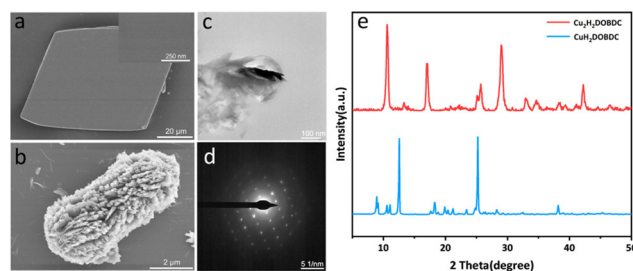 a
250 nm
20 μm
b
2 μm
c
100 nm
d
5 1/nm
e
Cu₂H₂DOBDC
CuH₂DOBDC
Intensity(a.u.)
5 10 20 30 40 50
2 Theta(degree)